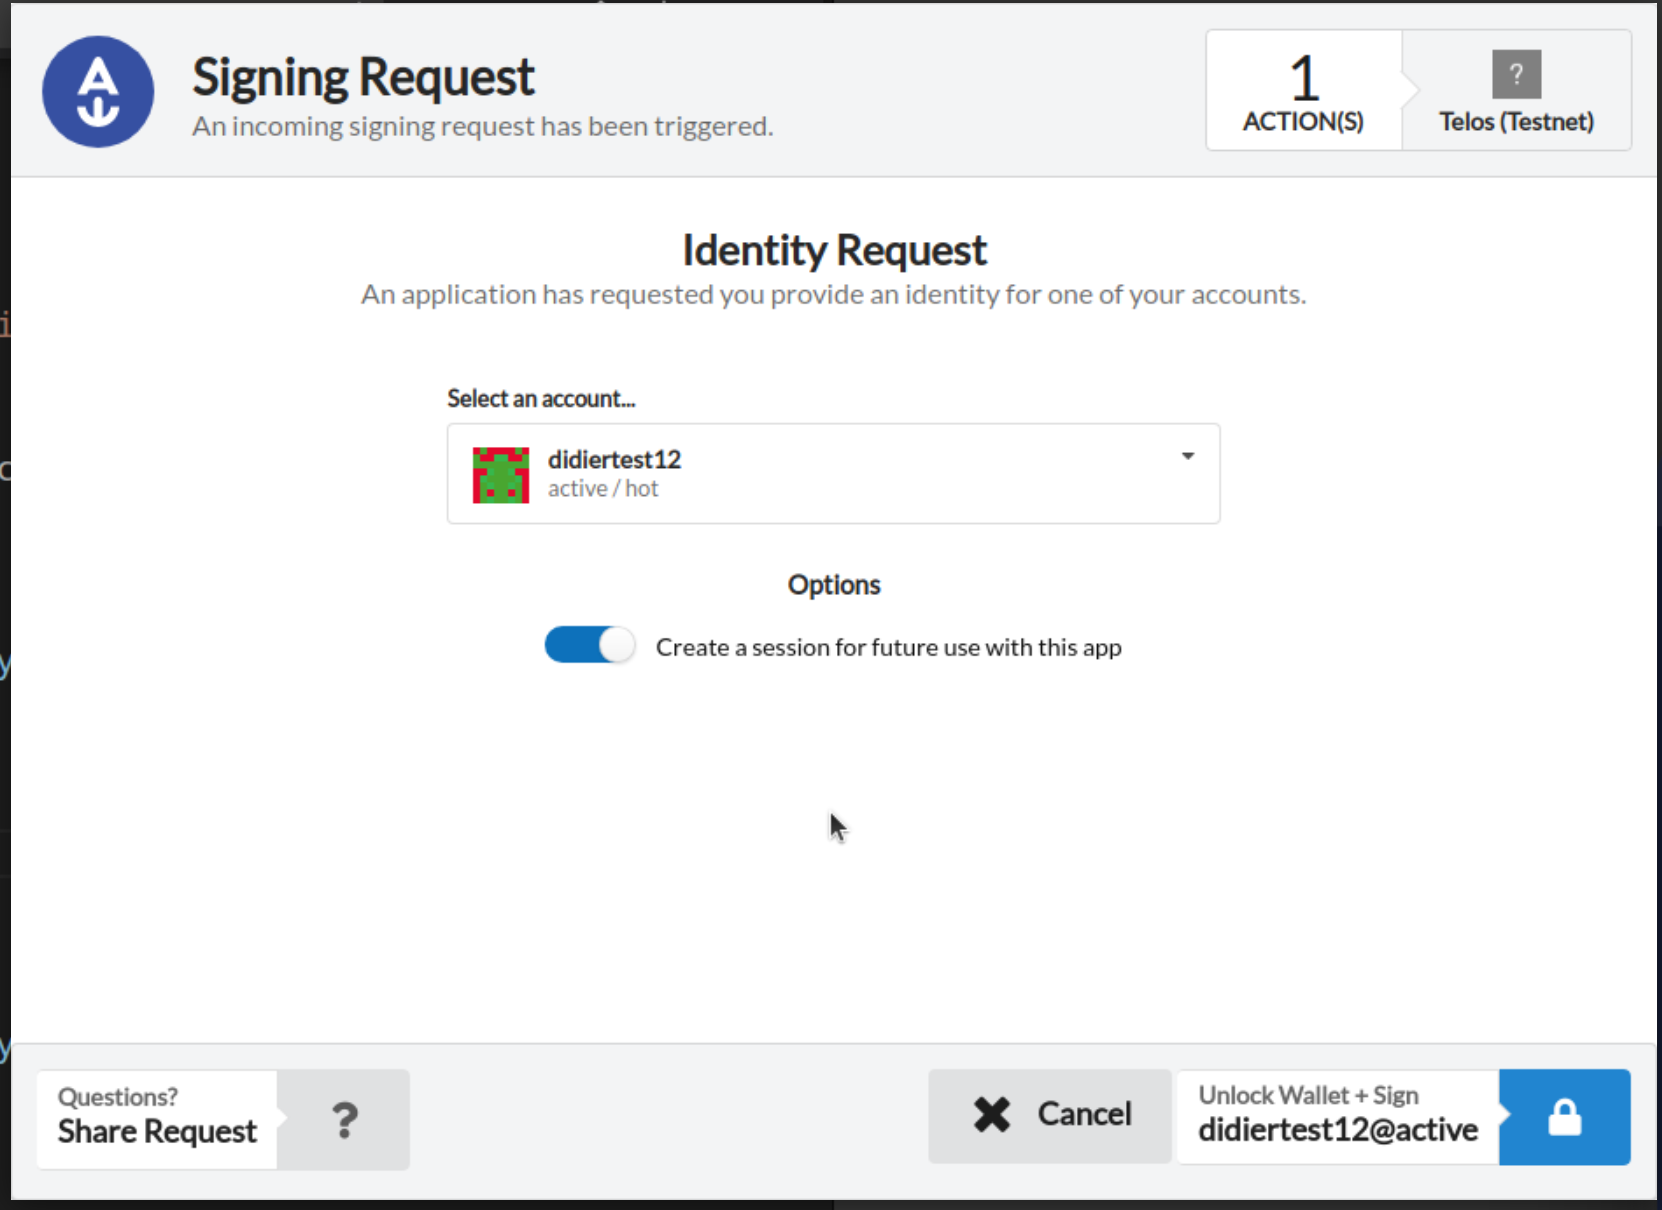 Signing Request
An incoming signing request has been triggered.
1
ACTION(S)
?
Telos (Testnet)
Identity Request
An application has requested you provide an identity for one of your accounts.
Select an account...
didiertest12
active / hot
Options
Create a session for future use with this app
Questions?
Share Request
?
Cancel
Unlock Wallet + Sign
didiertest12@active